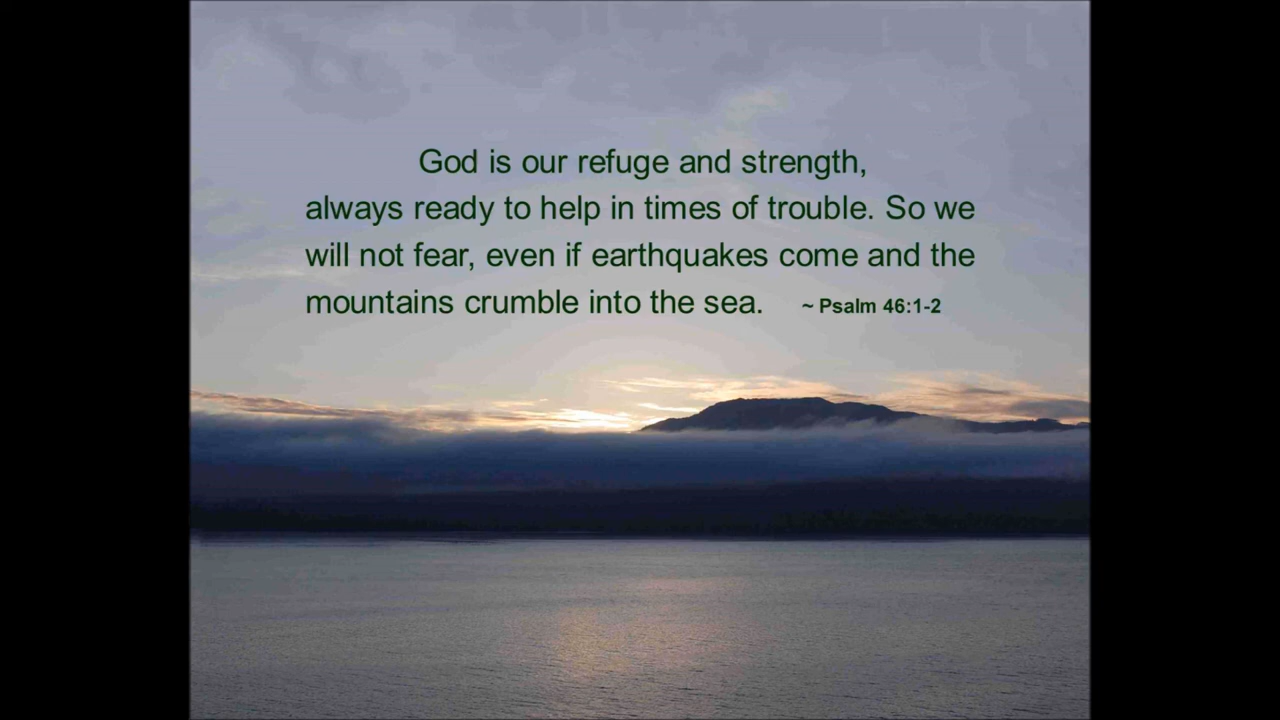 God is our refuge and strength,
always ready to help in times of trouble. So we
will not fear, even if earthquakes come and the
mountains crumble into the sea. ~ Psalm 46:1-2